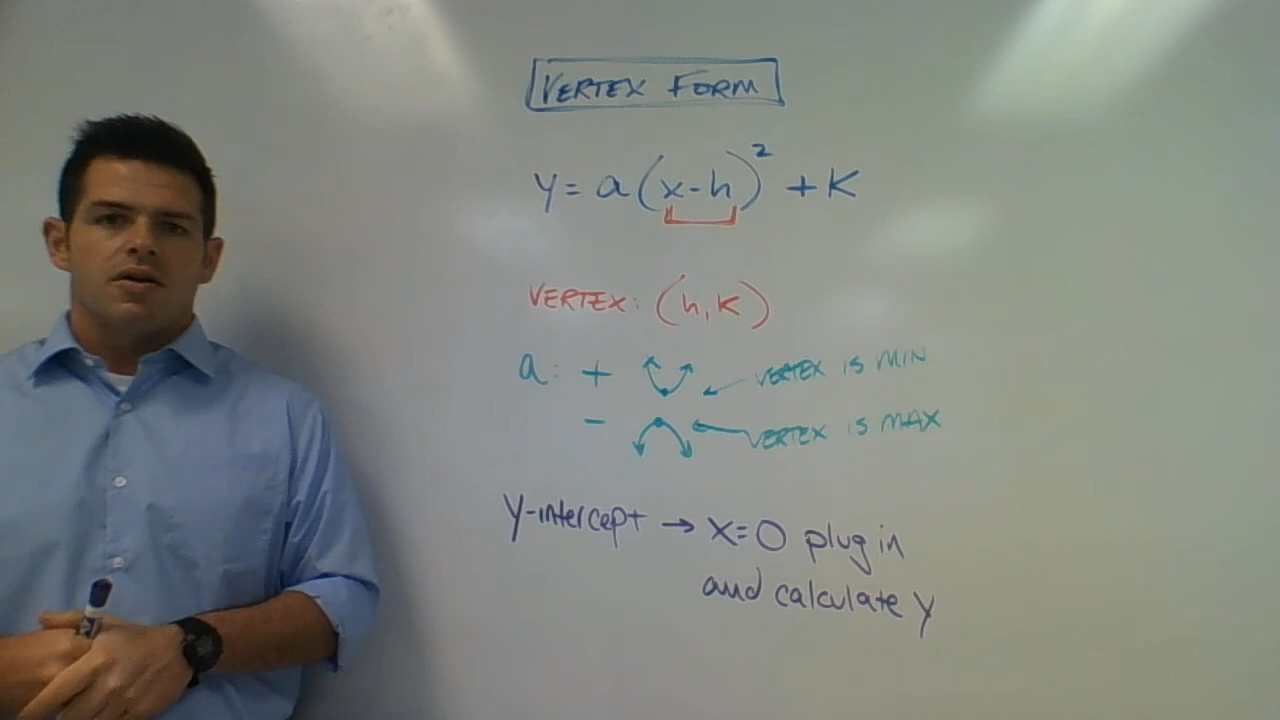 VERTEX FORM
y = a(x-h)² + K
VERTEX: (h, K)
a: + VERTEX IS MIN
- VERTEX IS MAX
y-intercept → x=0 plug in
and calculate y